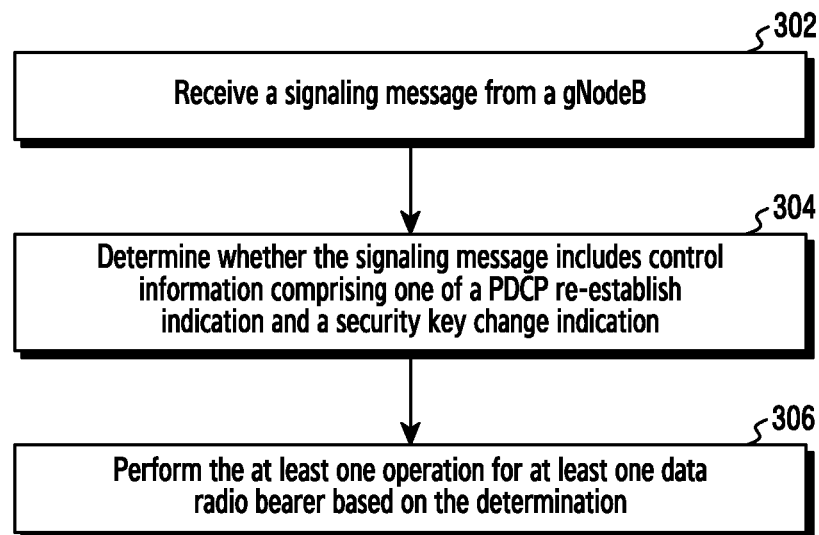 302
Receive a signaling message from a gNodeB
304
Determine whether the signaling message includes control
information comprising one of a PDCP re-establish
indication and a security key change indication
306
Perform the at least one operation for at least one data
radio bearer based on the determination